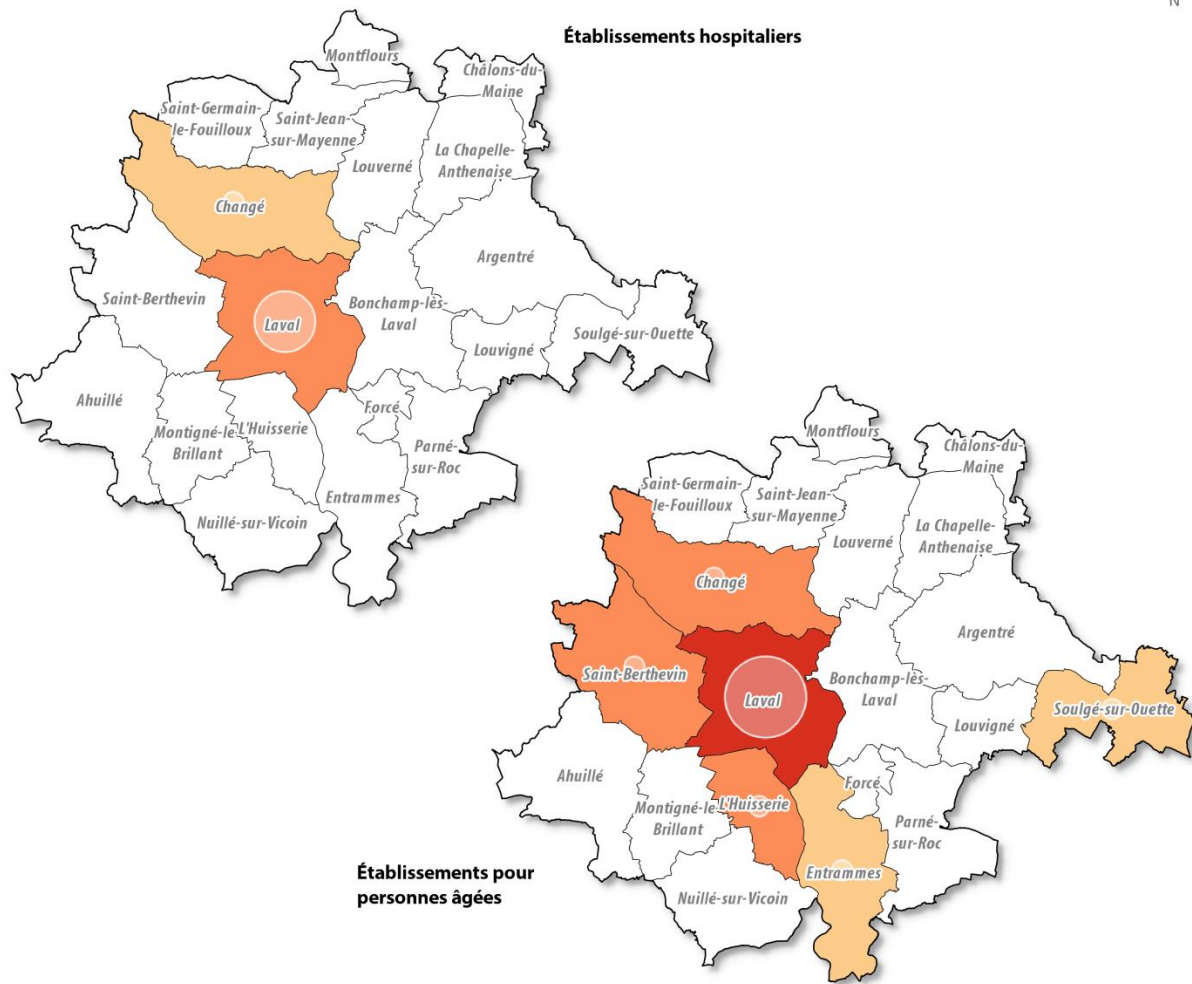 N
Établissements hospitaliers
Montflours
Châlons-du-
Maine
Saint-Germain-
le-Fouilloux
Saint-Jean-
sur-Mayenne
Louverné
La Chapelle-
Anthenaise
Changé
Argentré
Saint-Berthevin
Laval
Bonchamp-lès-
Laval
Louvigné
Soulgé-sur-Ouette
Ahuillé
Montigné-le-
Brillant
L'Huisserie
Forcé
Parné-
sur-Roc
Entrammes
Nuillé-sur-Vicoin
Montflours
Châlons-du-
Maine
Saint-Germain-
le-Fouilloux
Saint-Jean-
sur-Mayenne
Louverné
La Chapelle-
Anthenaise
Changé
Argentré
Saint-Berthevin
Laval
Bonchamp-lès-
Laval
Louvigné
Soulgé-sur-Ouette
Ahuillé
Montigné-le-
Brillant
L'Huisserie
Forcé
Parné-
sur-Roc
Entrammes
Nuillé-sur-Vicoin
Établissements pour
personnes âgées